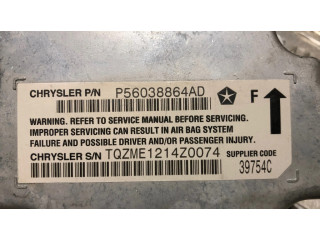 CHRYSLER P/N P56038864AD
F
WARNING. REFER TO SERVICE MANUAL BEFORE SERVICING.
IMPROPER SERVICING CAN RESULT IN AIR BAG SYSTEM
FAILURE AND POSSIBLE DRIVER AND/OR PASSENGER INJURY.
CHRYSLER S/N TQZME1214Z0074
SUPPLIER CODE
39754C